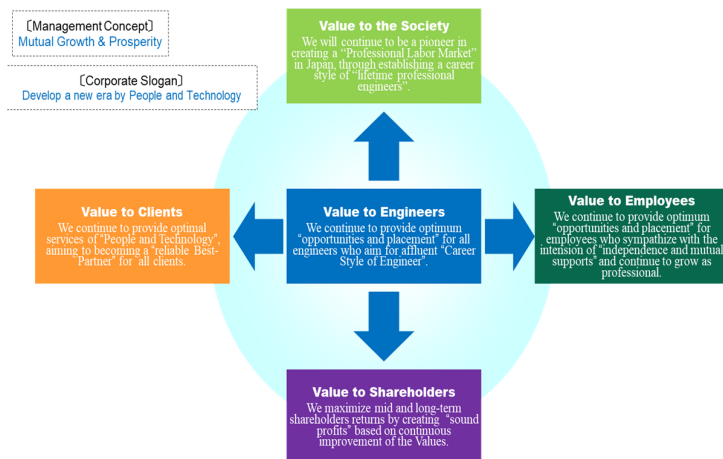 〔Management Concept〕
Mutual Growth & Prosperity
〔Corporate Slogan〕
Develop a new era by People and Technology
Value to the Society
We will continue to be a pioneer in
creating a “Professional Labor Market”
in Japan, through establishing a career
style of “lifetime professional
engineers”.
Value to Clients
We continue to provide optimal
services of “People and Technology”,
aiming to becoming a “reliable Best-
Partner” for all clients.
Value to Engineers
We continue to provide optimum
“opportunities and placement” for all
engineers who aim for affluent “Career
Style of Engineer”.
Value to Employees
We continue to provide optimum
“opportunities and placement” for
employees who sympathize with the
intension of “independence and mutual
supports” and continue to grow as
professional.
Value to Shareholders
We maximize mid and long-term
shareholders returns by creating “sound
profits” based on continuous
improvement of the Values.